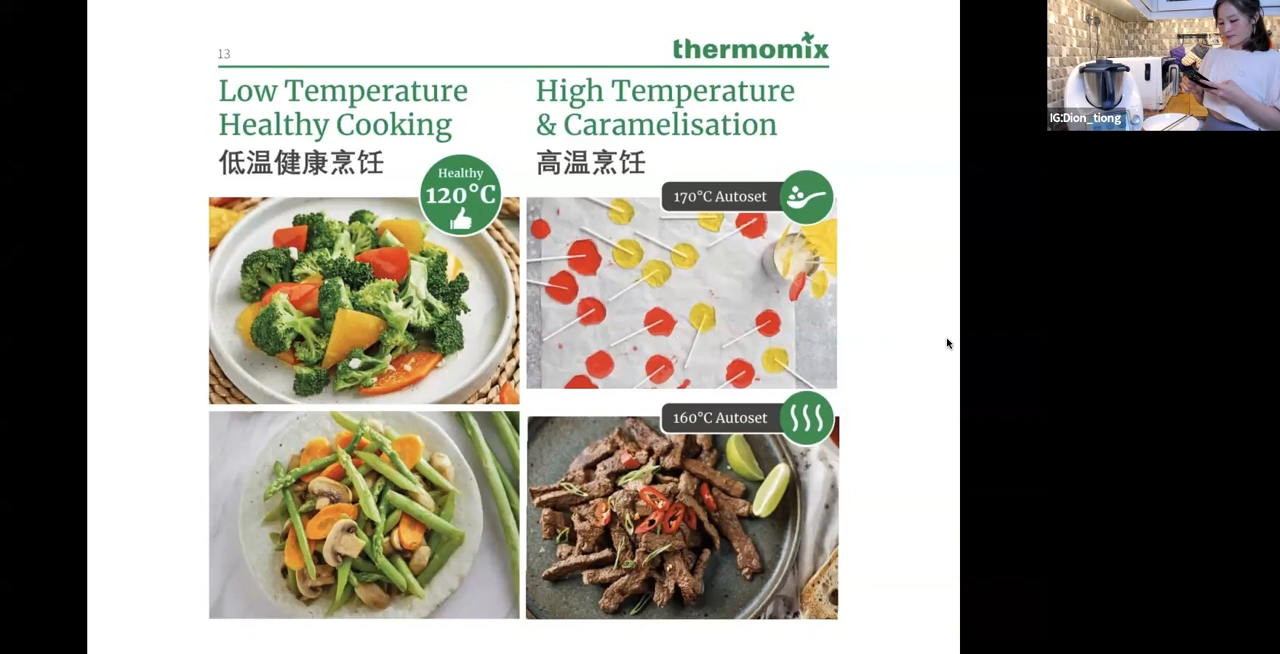 13
thermomix
Low Temperature
Healthy Cooking
低温健康烹饪
Healthy
120°C
High Temperature
& Caramelisation
高温烹饪
170°C Autoset
160°C Autoset
IG:Dion_tiong